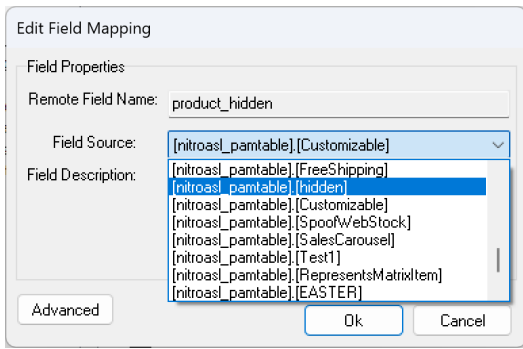 Edit Field Mapping
Field Properties
Remote Field Name: product_hidden
Field Source: [nitroasl_pamtable].[Customizable]
Field Description:
[nitroasl_pamtable].[FreeShipping]
[nitroasl_pamtable].[hidden]
[nitroasl_pamtable].[Customizable]
[nitroasl_pamtable].[SpoofWebStock]
[nitroasl_pamtable].[SalesCarousel]
[nitroasl_pamtable].[Test1]
[nitroasl_pamtable].[RepresentsMatrixItem]
[nitroasl_pamtable].[EASTER]
Advanced
Ok
Cancel